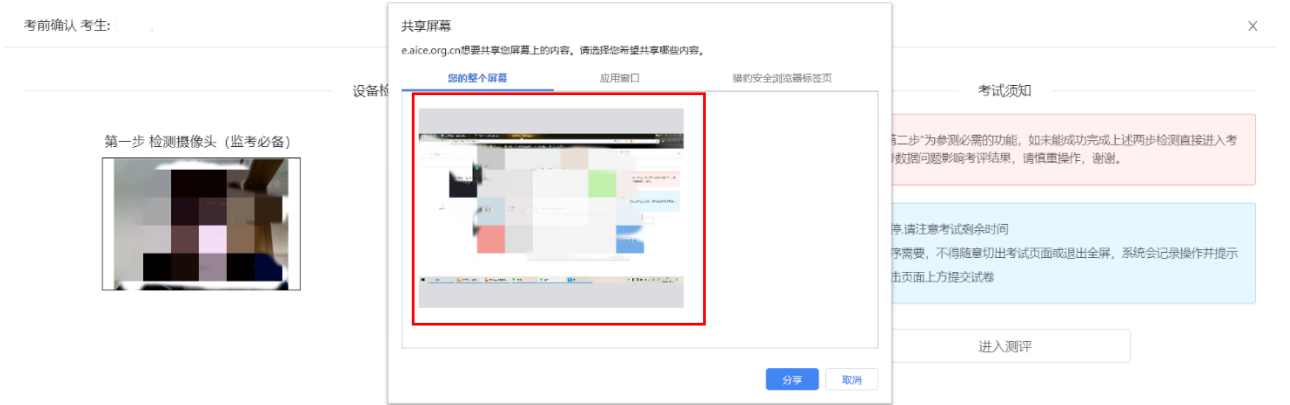 考前确认 考生:
设备检
第一步 检测摄像头（监考必备）
共享屏幕
e.aice.org.cn想要共享您屏幕上的内容。请选择您希望共享哪些内容。
您的整个屏幕 应用窗口 猎豹安全浏览器标签页
分享 取消
考试须知
第二步"为参测必需的功能，如未能成功完成上述两步检测直接进入考
数据问题影响考评结果，请慎重操作，谢谢。
停,请注意考试剩余时间
序需要，不得随意切出考试页面或退出全屏，系统会记录操作并提示
击页面上方提交试卷
进入测评